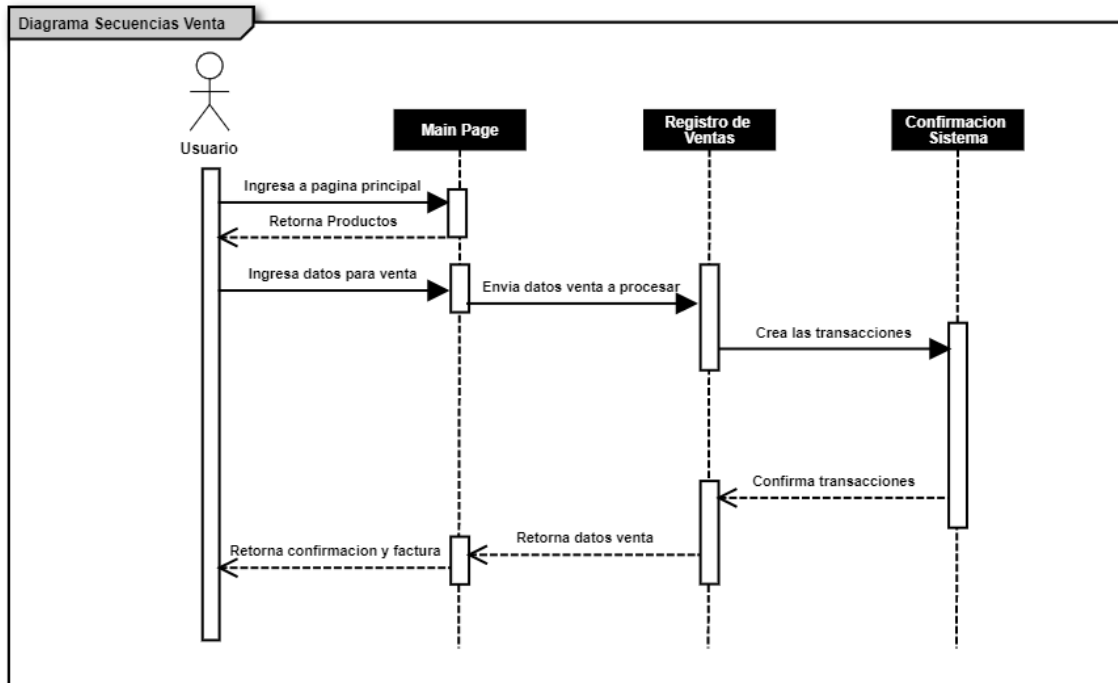 Diagrama Secuencias Venta
Usuario
Main Page
Registro de
Ventas
Confirmacion
Sistema
Ingresa a pagina principal
Retorna Productos
Ingresa datos para venta
Envia datos venta a procesar
Crea las transacciones
Confirma transacciones
Retorna datos venta
Retorna confirmacion y factura